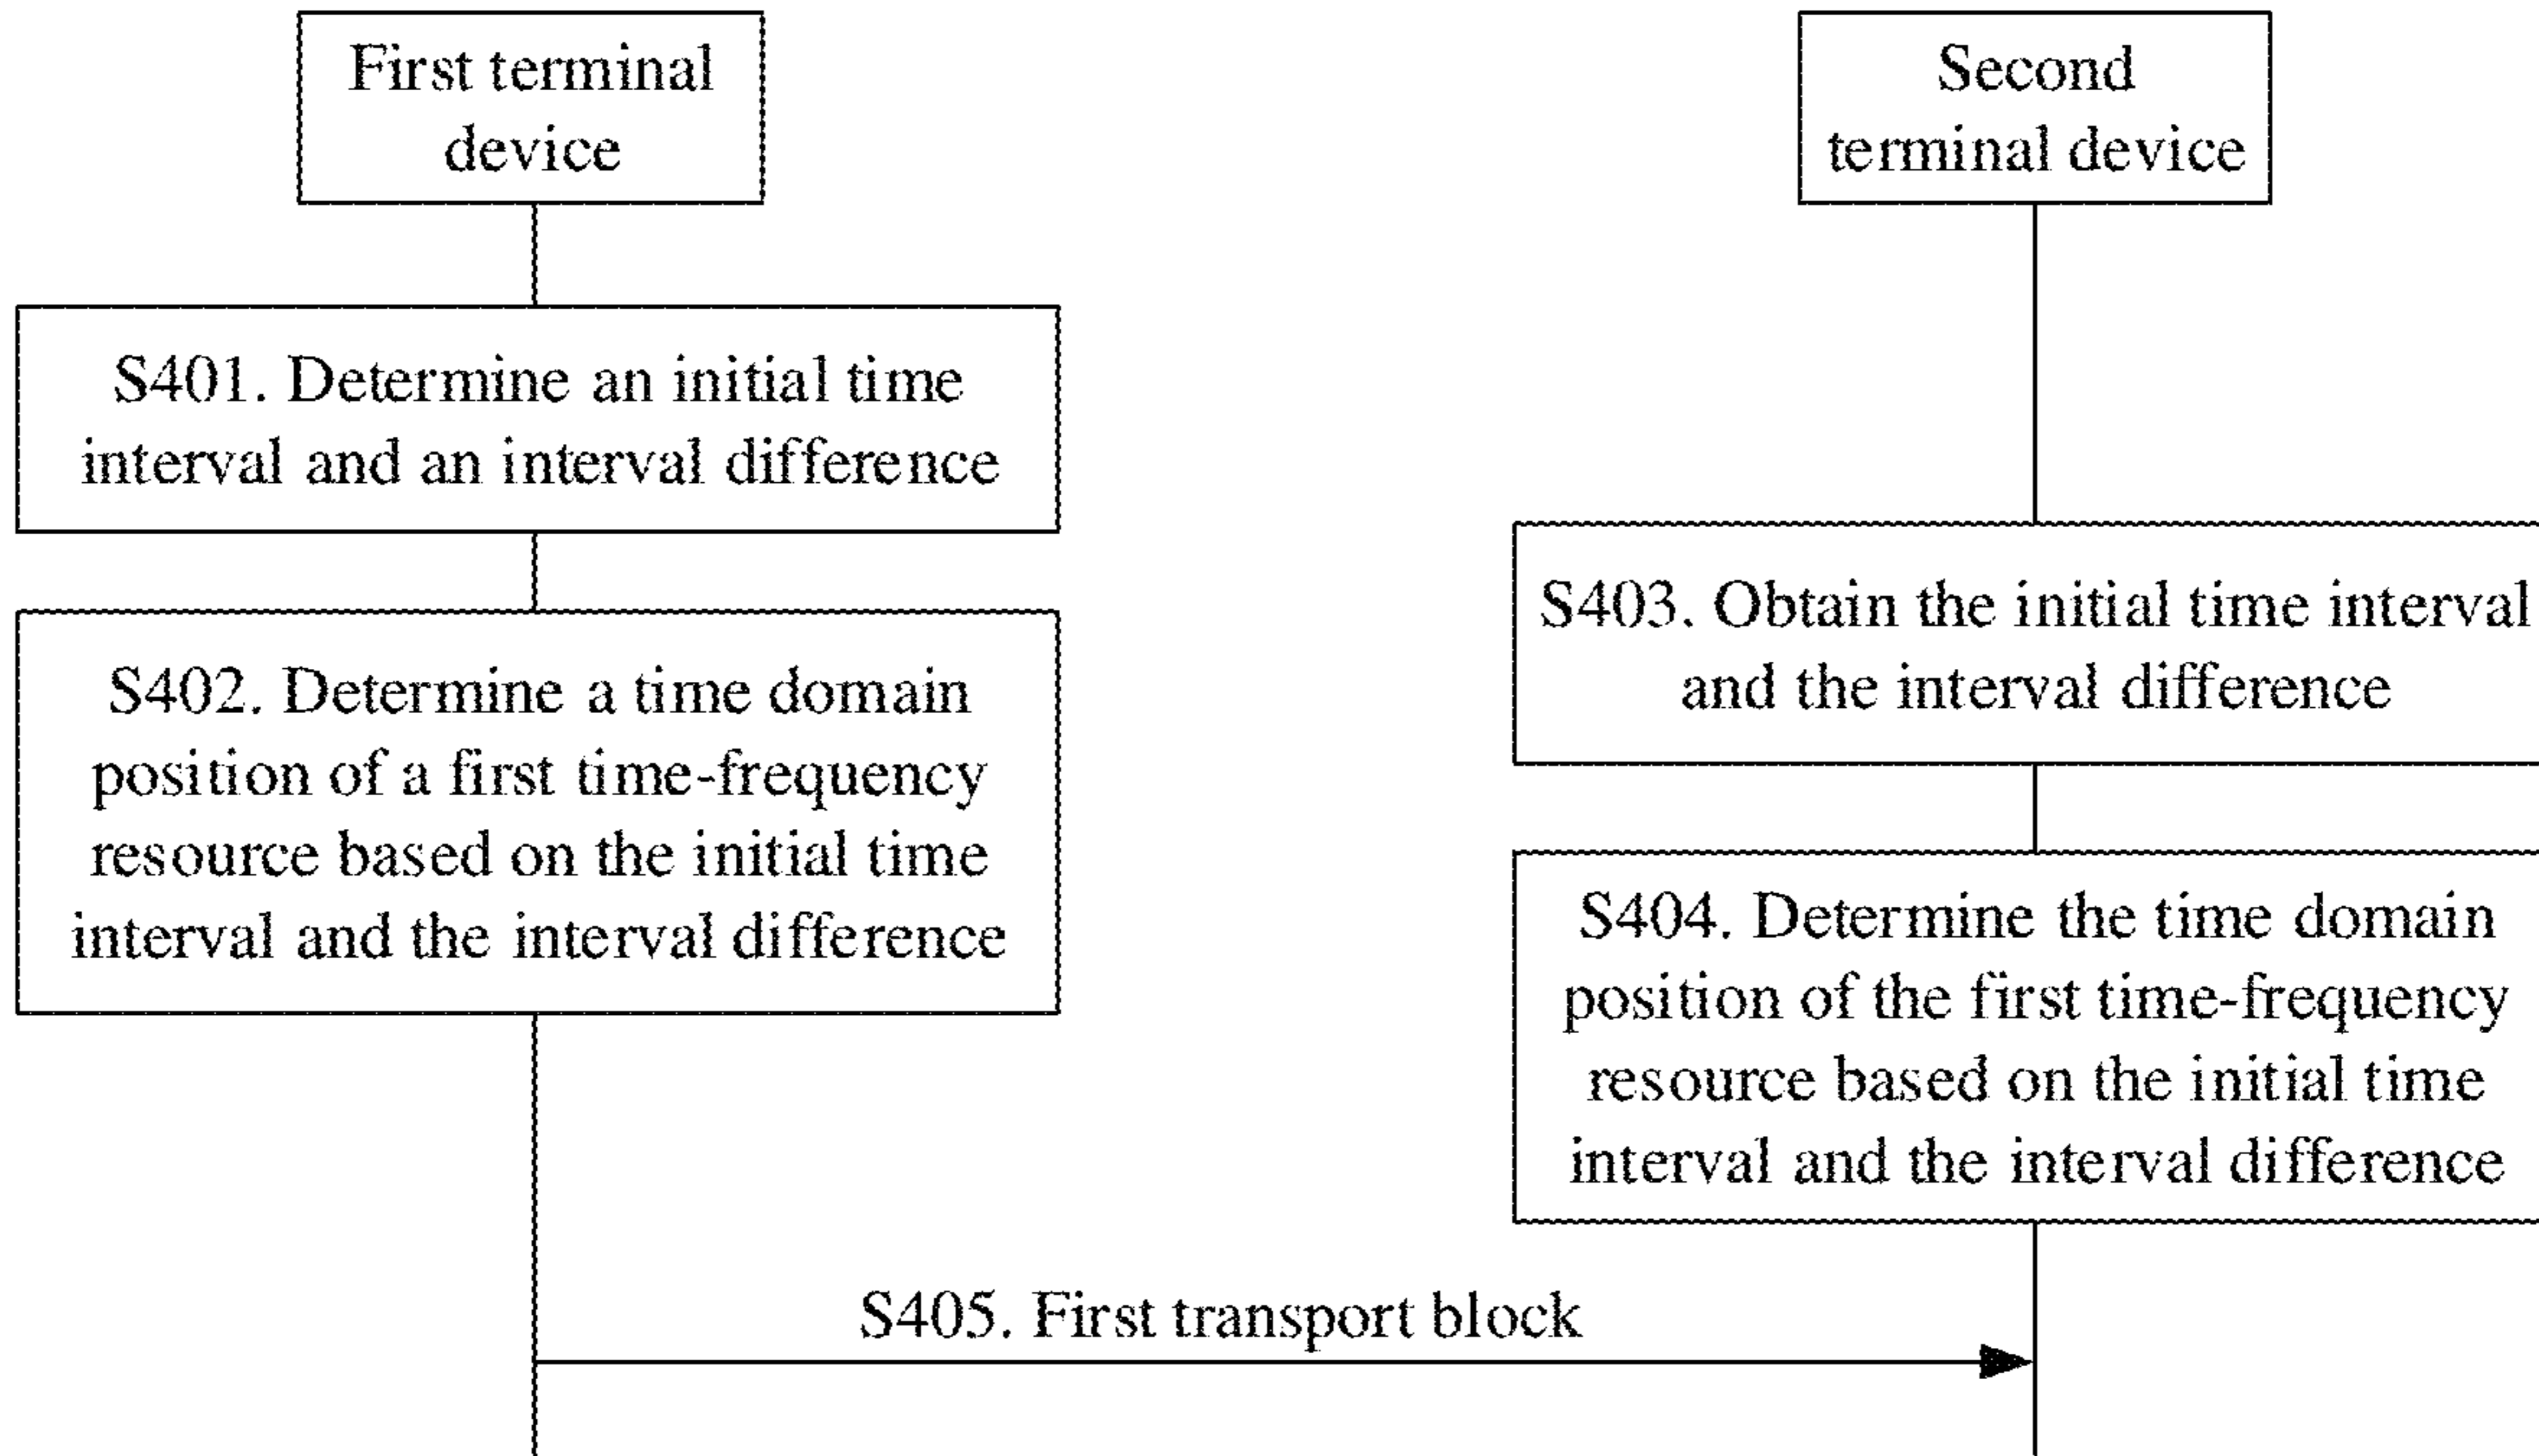 First terminal
device
Second
terminal device
S401. Determine an initial time
interval and an interval difference
S402. Determine a time domain
position of a first time-frequency
resource based on the initial time
interval and the interval difference
S403. Obtain the initial time interval
and the interval difference
S404. Determine the time domain
position of the first time-frequency
resource based on the initial time
interval and the interval difference
S405. First transport block